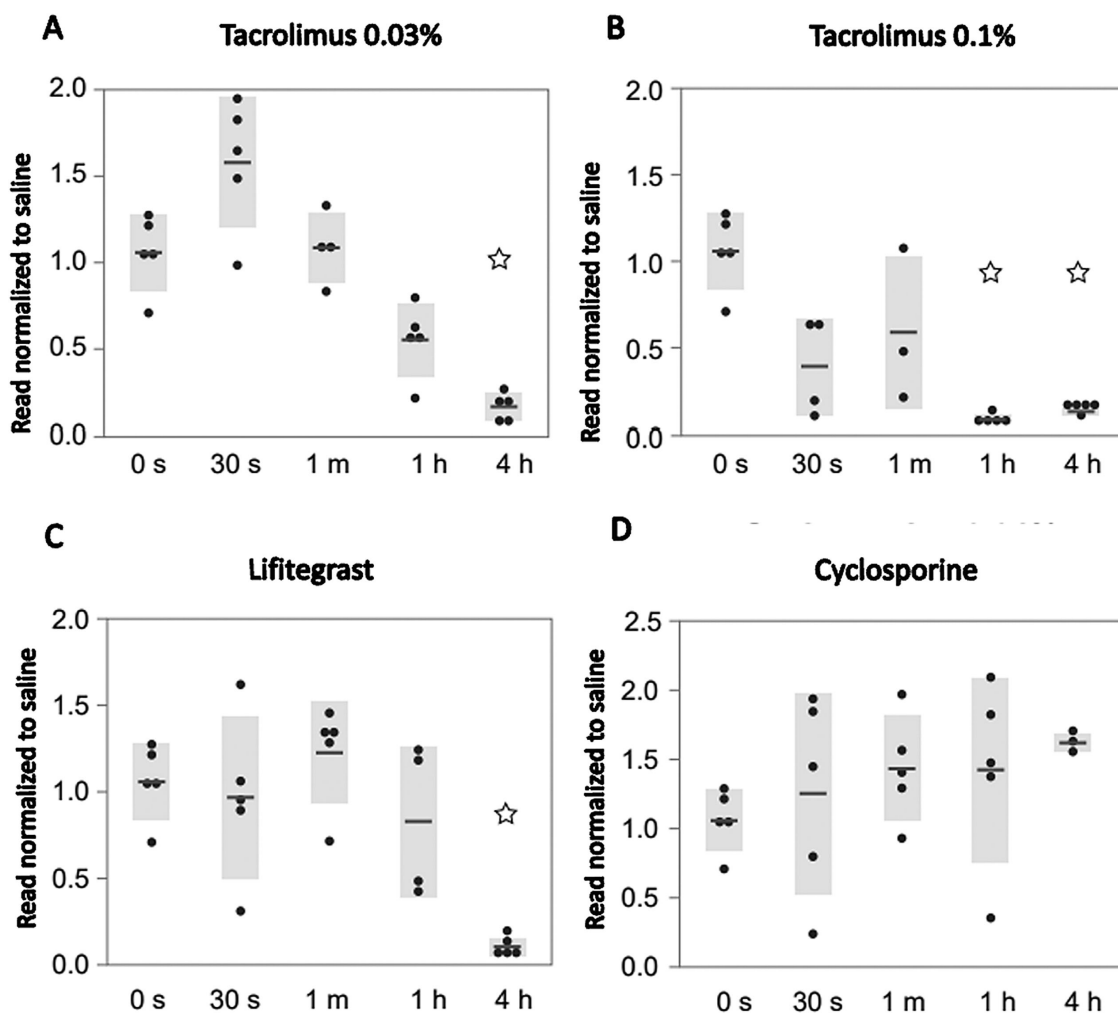 A
Tacrolimus 0.03%
Read normalized to saline
2.0
1.5
1.0
0.5
0.0
0 s 30 s 1 m 1 h 4 h
B
Tacrolimus 0.1%
Read normalized to saline
2.0
1.5
1.0
0.5
0.0
0 s 30 s 1 m 1 h 4 h
C
Lifitegrast
Read normalized to saline
2.0
1.5
1.0
0.5
0.0
0 s 30 s 1 m 1 h 4 h
D
Cyclosporine
Read normalized to saline
2.5
2.0
1.5
1.0
0.5
0.0
0 s 30 s 1 m 1 h 4 h